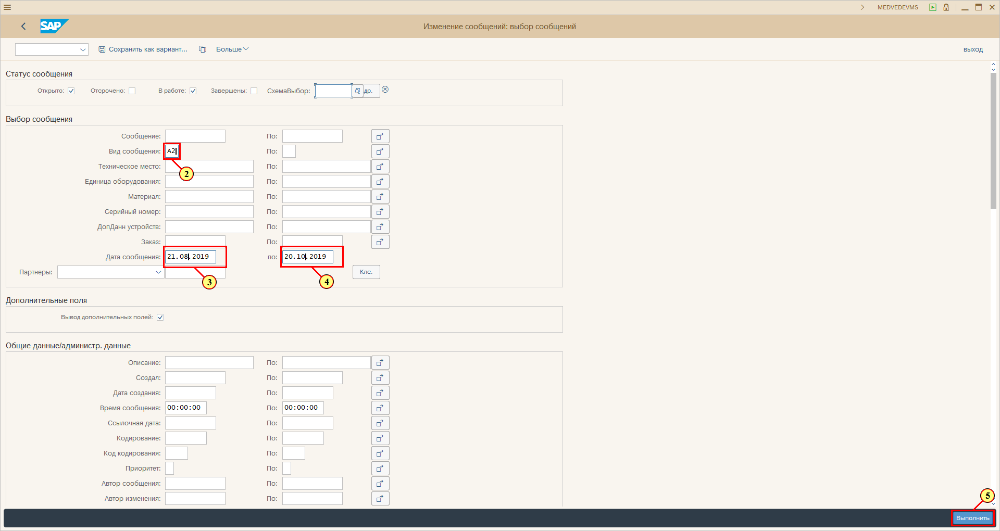 MEDVEDEVMS
SAP
Изменение сообщений: выбор сообщений
Сохранить как вариант... Больше выход
Статус сообщения
Открыто: Отсрочено: В работе: Завершены: СхемаВыбор: др.
Выбор сообщения
Сообщение: По:
Вид сообщения: A2 По:
2
Техническое место: По:
Единица оборудования: По:
Материал: По:
Серийный номер: По:
ДопДанн устройств: По:
Заказ: По:
Дата сообщения: 21.08.2019 по: 20.10.2019
Партнеры: Клс.
3 4
Дополнительные поля
Вывод дополнительных полей:
Общие данные/администр. данные
Описание: По:
Создал: По:
Дата создания: По:
Время сообщения: 00:00:00 По: 00:00:00
Ссылочная дата: По:
Кодирование: По:
Код кодирования: По:
Приоритет: По:
Автор сообщения: По:
Автор изменения: По:
5
Выполнить